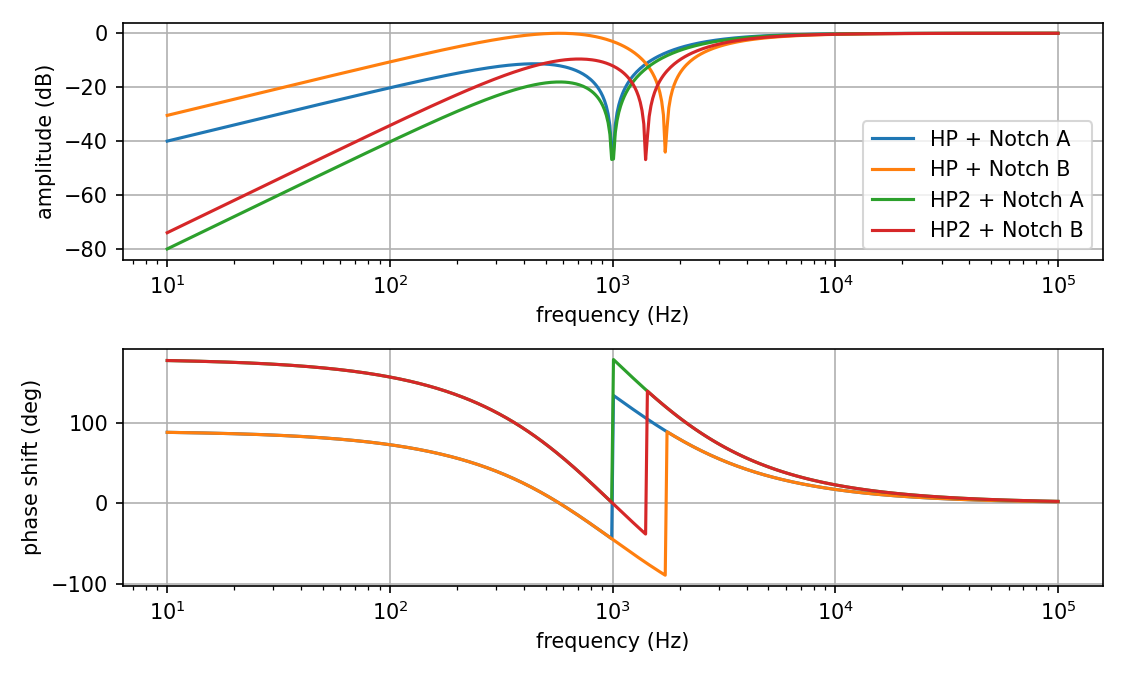 0
−20
−40
−60
−80
amplitude (dB)
HP + Notch A
HP + Notch B
HP2 + Notch A
HP2 + Notch B
10¹ 10² 10³ 10⁴ 10⁵
frequency (Hz)
100
0
−100
phase shift (deg)
10¹ 10² 10³ 10⁴ 10⁵
frequency (Hz)